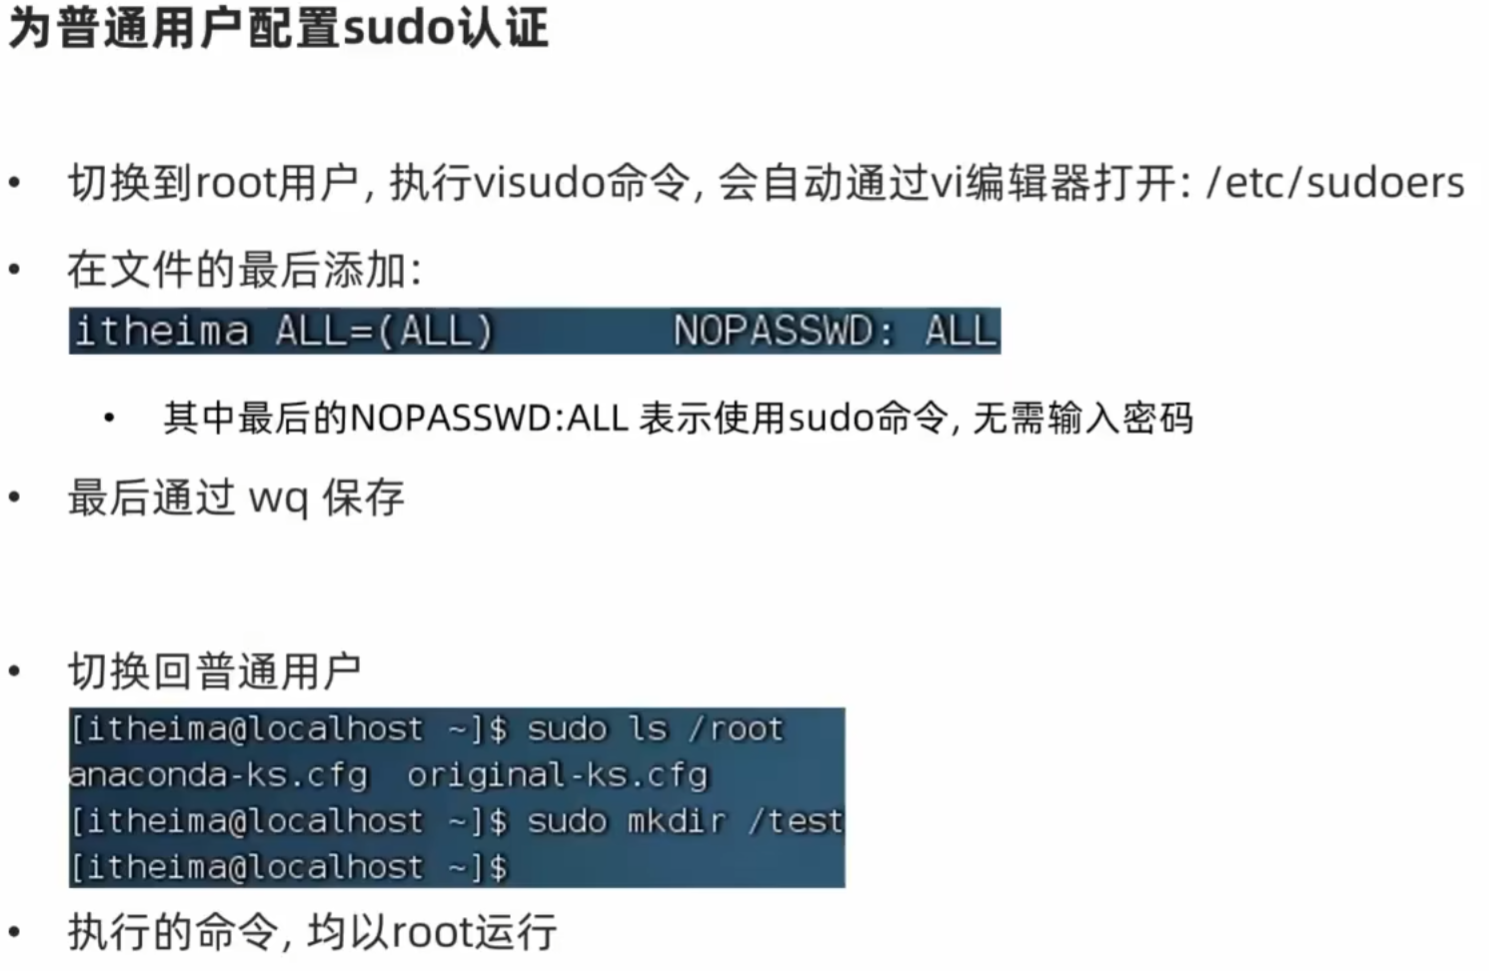 为普通用户配置sudo认证
• 切换到root用户, 执行visudo命令, 会自动通过vi编辑器打开: /etc/sudoers
• 在文件的最后添加:
itheima ALL=(ALL)       NOPASSWD: ALL
• 其中最后的NOPASSWD:ALL 表示使用sudo命令, 无需输入密码
• 最后通过 wq 保存
• 切换回普通用户
[itheima@localhost ~]$ sudo ls /root
anaconda-ks.cfg  original-ks.cfg
[itheima@localhost ~]$ sudo mkdir /test
[itheima@localhost ~]$
• 执行的命令, 均以root运行